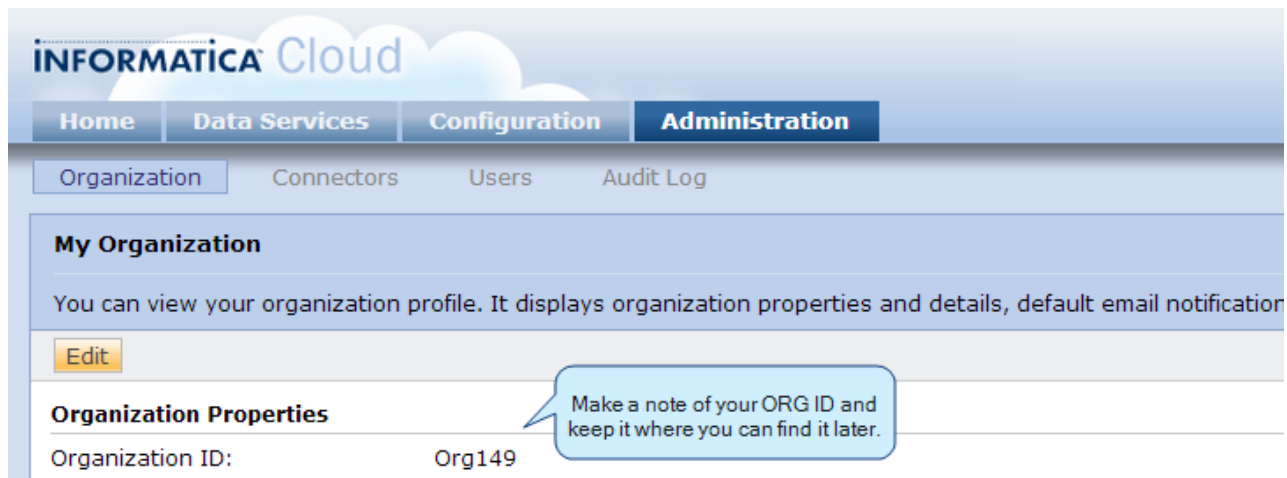 INFORMATICA Cloud
Home Data Services Configuration Administration
Organization Connectors Users Audit Log
My Organization
You can view your organization profile. It displays organization properties and details, default email notification
Edit
Make a note of your ORG ID and
keep it where you can find it later.
Organization Properties
Organization ID: Org149